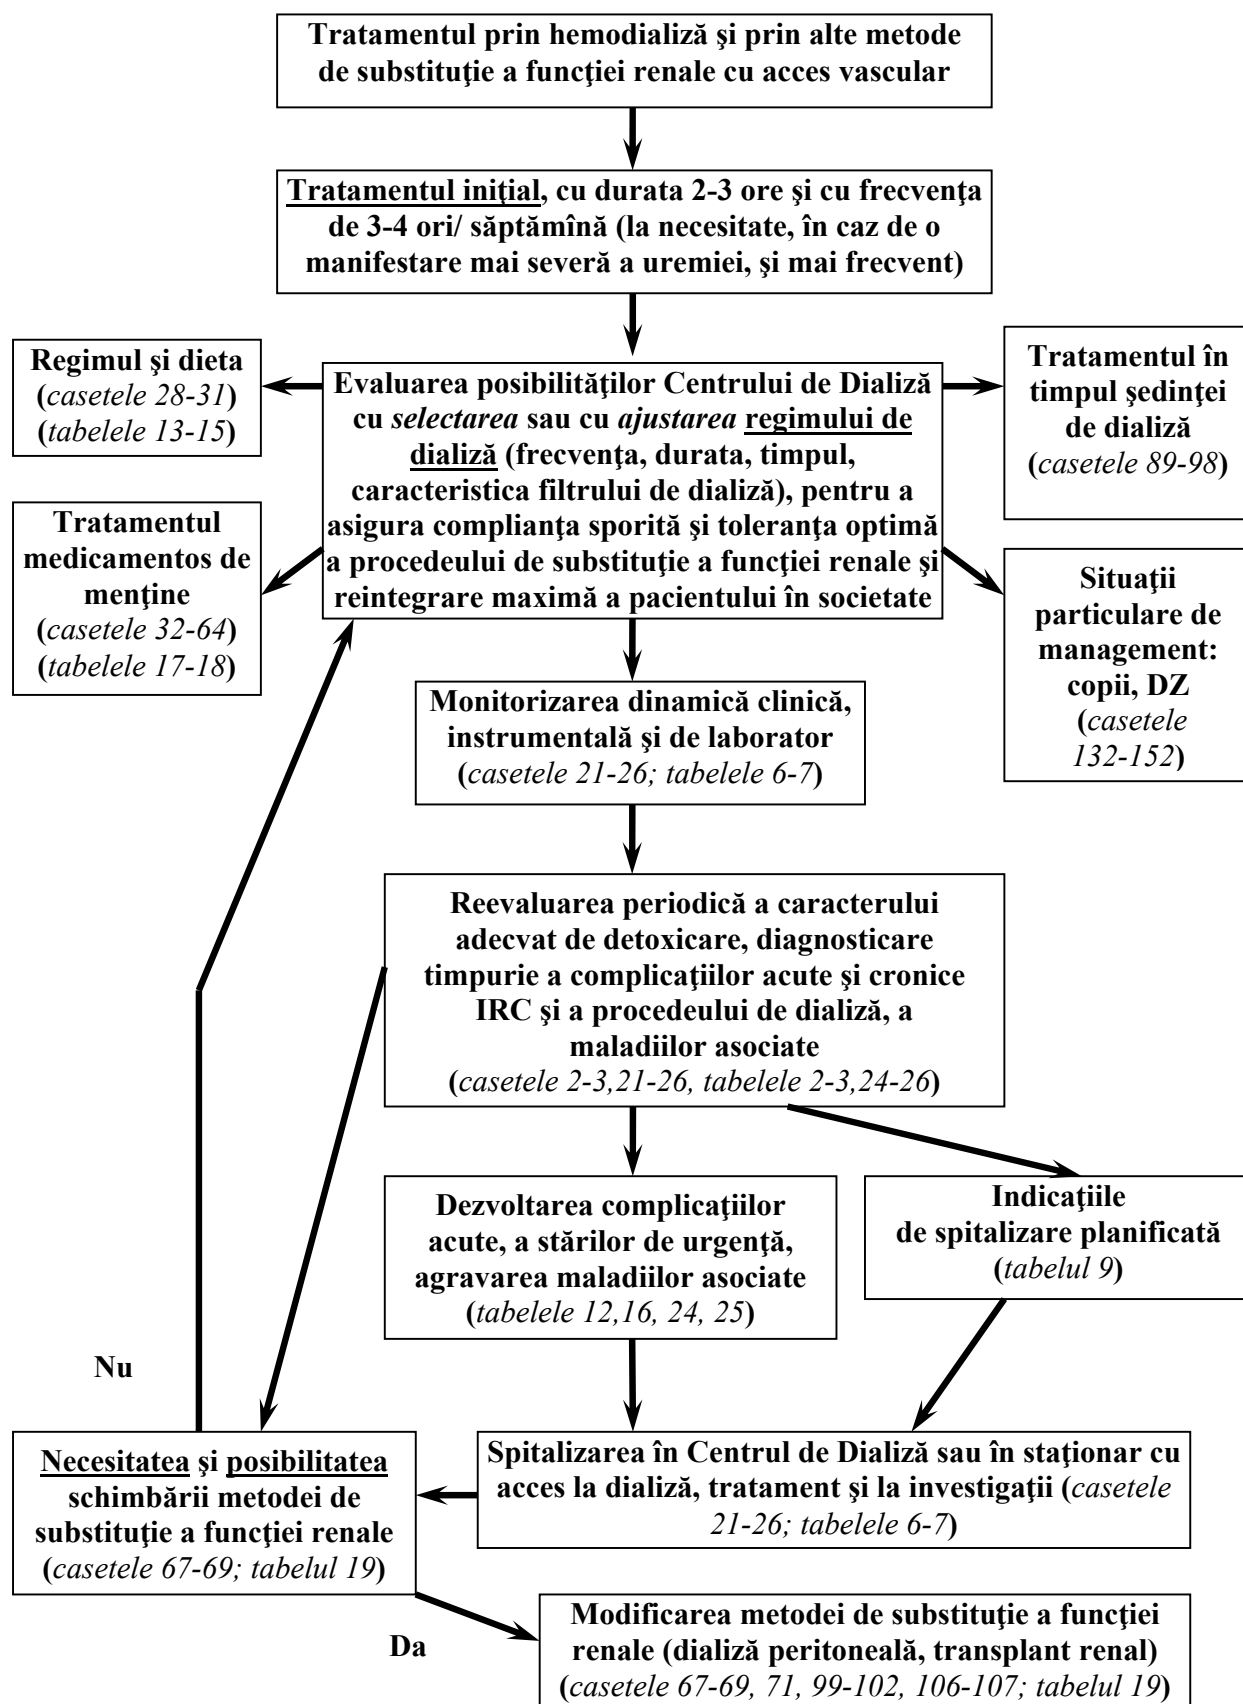 Tratamentul prin hemodializă şi prin alte metode
de substituţie a funcţiei renale cu acces vascular
Tratamentul iniţial, cu durata 2-3 ore şi cu frecvenţa
de 3-4 ori/ săptămînă (la necesitate, în caz de o
manifestare mai severă a uremiei, şi mai frecvent)
Regimul şi dieta
(casetele 28-31)
(tabelele 13-15)
Evaluarea posibilităţilor Centrului de Dializă
cu selectarea sau cu ajustarea regimului de
dializă (frecvenţa, durata, timpul,
caracteristica filtrului de dializă), pentru a
asigura complianţa sporită şi toleranţa optimă
a procedeului de substituţie a funcţiei renale şi
reintegrare maximă a pacientului în societate
Tratamentul în
timpul şedinţei
de dializă
(casetele 89-98)
Tratamentul
medicamentos de
menţine
(casetele 32-64)
(tabelele 17-18)
Situaţii
particulare de
management:
copii, DZ
(casetele
132-152)
Monitorizarea dinamică clinică,
instrumentală şi de laborator
(casetele 21-26; tabelele 6-7)
Reevaluarea periodică a caracterului
adecvat de detoxicare, diagnosticare
timpurie a complicaţiilor acute şi cronice
IRC şi a procedeului de dializă, a
maladiilor asociate
(casetele 2-3,21-26, tabelele 2-3,24-26)
Dezvoltarea complicaţiilor
acute, a stărilor de urgenţă,
agravarea maladiilor asociate
(tabelele 12,16, 24, 25)
Indicaţiile
de spitalizare planificată
(tabelul 9)
Nu
Necesitatea şi posibilitatea
schimbării metodei de
substituţie a funcţiei renale
(casetele 67-69; tabelul 19)
Spitalizarea în Centrul de Dializă sau în staţionar cu
acces la dializă, tratament şi la investigaţii (casetele
21-26; tabelele 6-7)
Da
Modificarea metodei de substituţie a funcţiei
renale (dializă peritoneală, transplant renal)
(casetele 67-69, 71, 99-102, 106-107; tabelul 19)